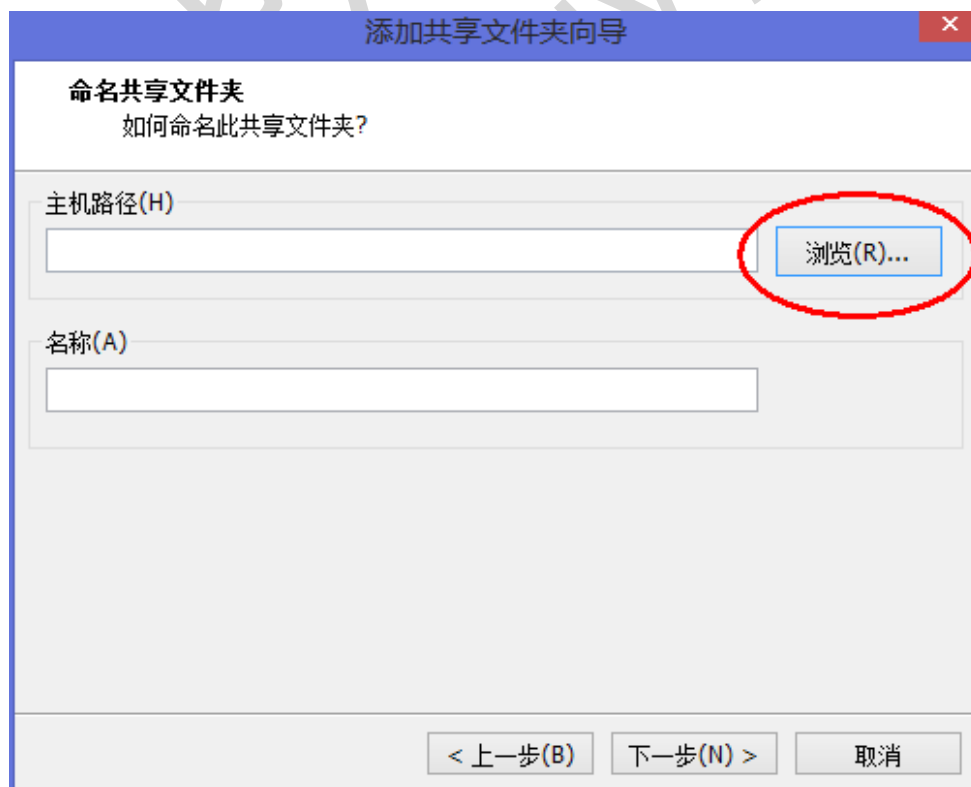 添加共享文件夹向导
命名共享文件夹
如何命名此共享文件夹?
主机路径(H)
浏览(R)...
名称(A)
< 上一步(B)
下一步(N) >
取消